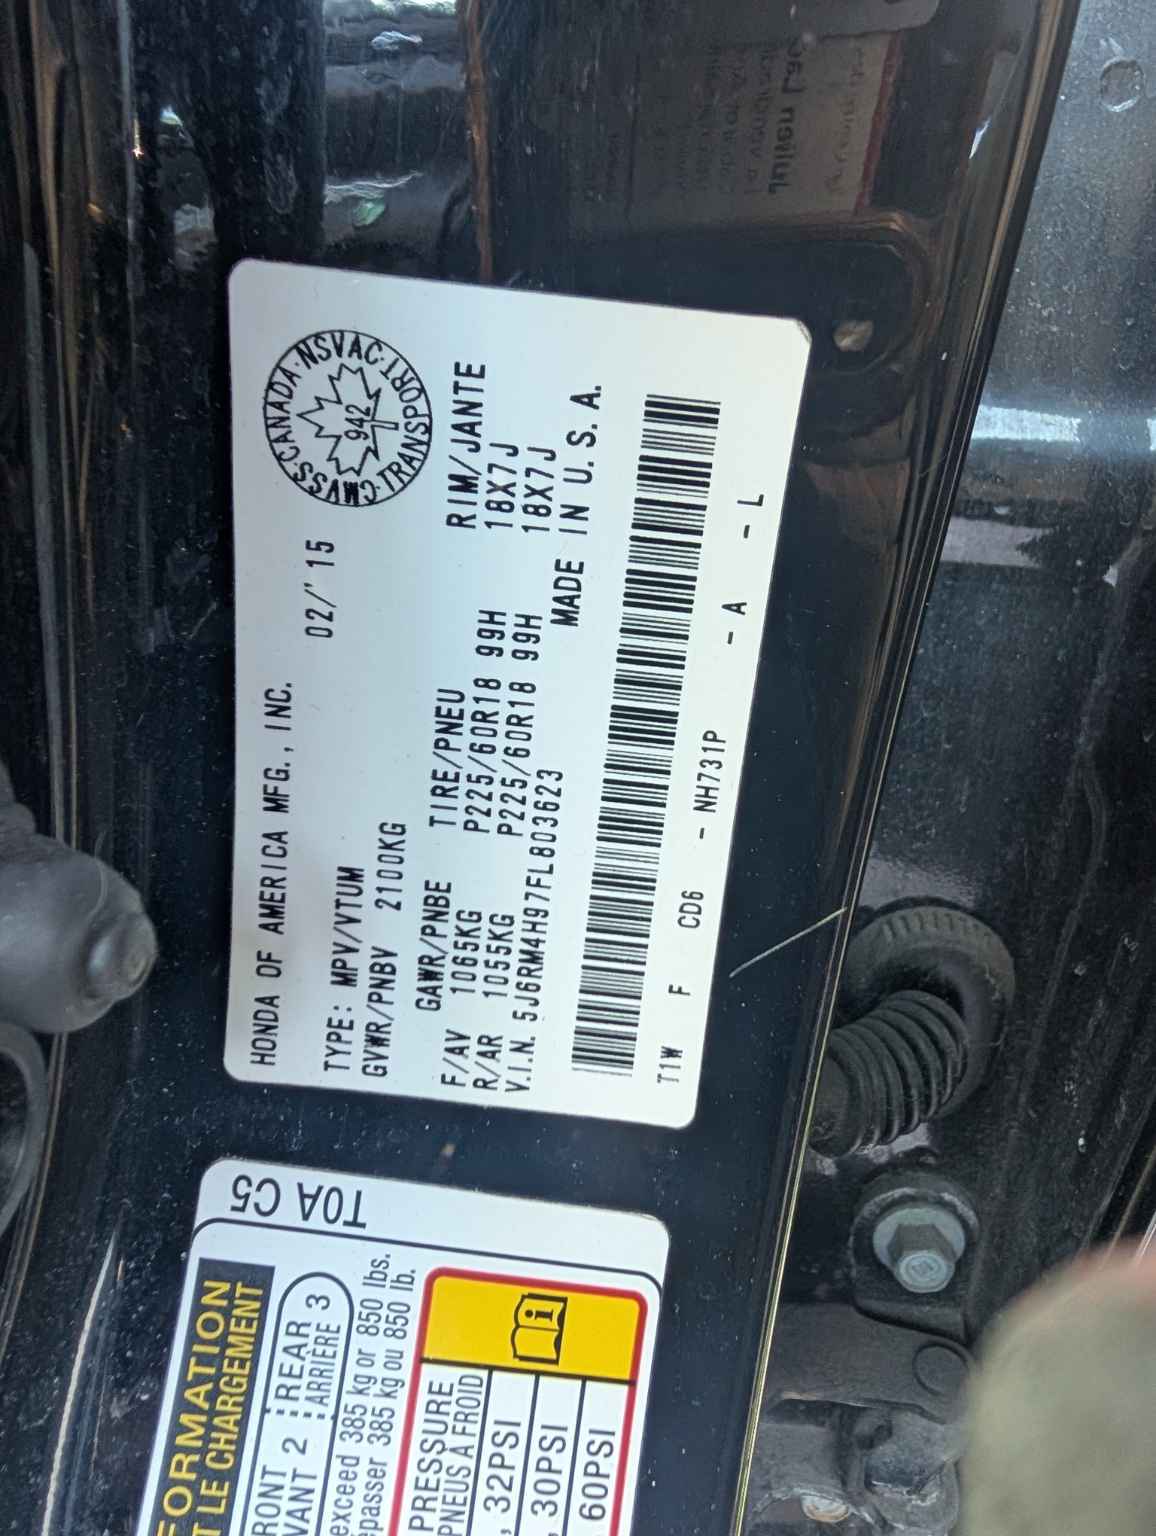 HONDA OF AMERICA MFG., INC.
02/' 15
CMVSS·CANADA·NSVAC·TRANSPORT·
942
T
TYPE: MPV/VTUM
GVWR/PNBV 2100KG
GAWR/PNBE TIRE/PNEU RIM/JANTE
F/AV 1065KG P225/60R18 99H 18X7J
R/AR 1055KG P225/60R18 99H 18X7J
V.I.N. 5J6RM4H97FL803623 MADE IN U.S.A.
T1W F CD6 - NH731P - A - L
T0A C5
FORMATION
T LE CHARGEMENT
RONT 2 REAR 3
VANT ARRIÈRE
exceed 385 kg or 850 lbs.
passer 385 kg ou 850 lb.
PRESSURE
PNEUS A FROID
, 32PSI
, 30PSI
60PSI